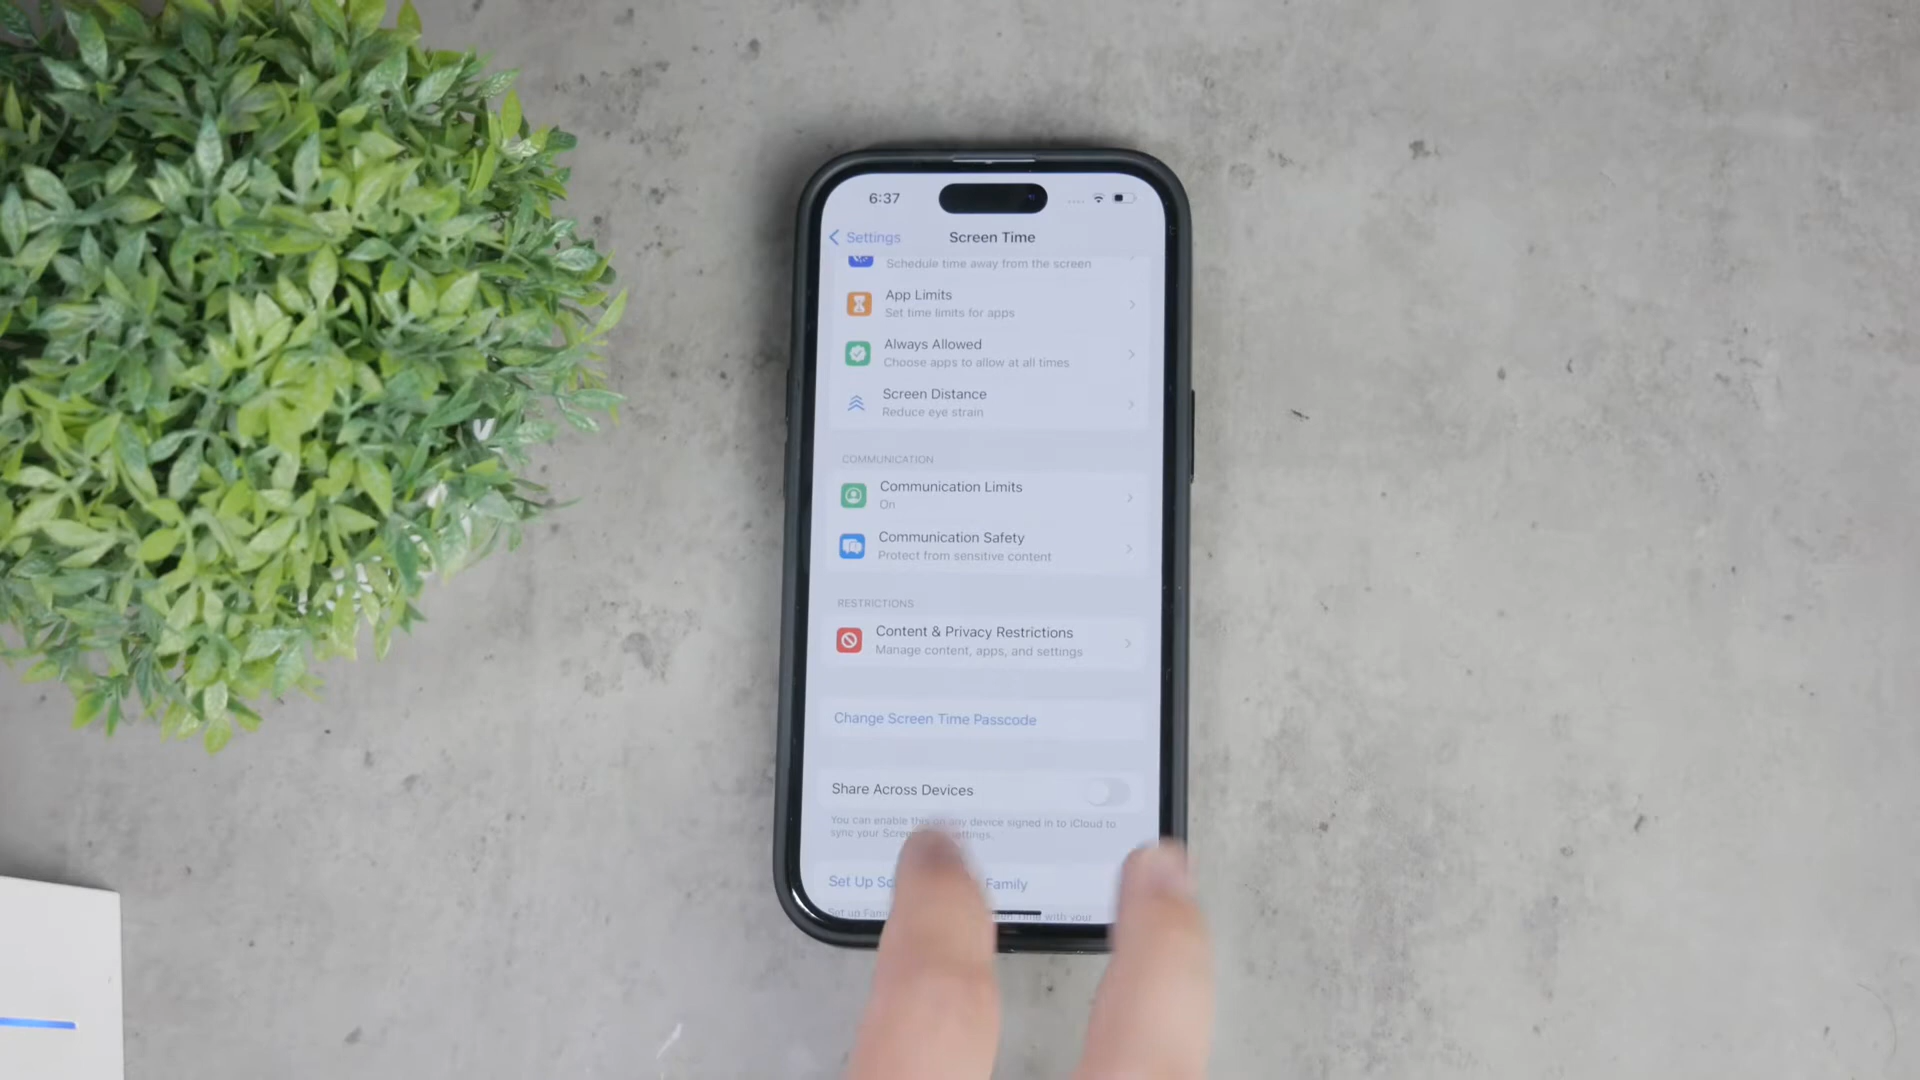 6:37
Settings
Screen Time
Schedule time away from the screen
App Limits
Set time limits for apps
Always Allowed
Choose apps to allow at all times
Screen Distance
Reduce eye strain
COMMUNICATION
Communication Limits
On
Communication Safety
Protect from sensitive content
RESTRICTIONS
Content & Privacy Restrictions
Manage content, apps, and settings
Change Screen Time Passcode
Share Across Devices
You can enable this on any device signed in to iCloud to
sync your settings.
Set Up Family
Set up with your